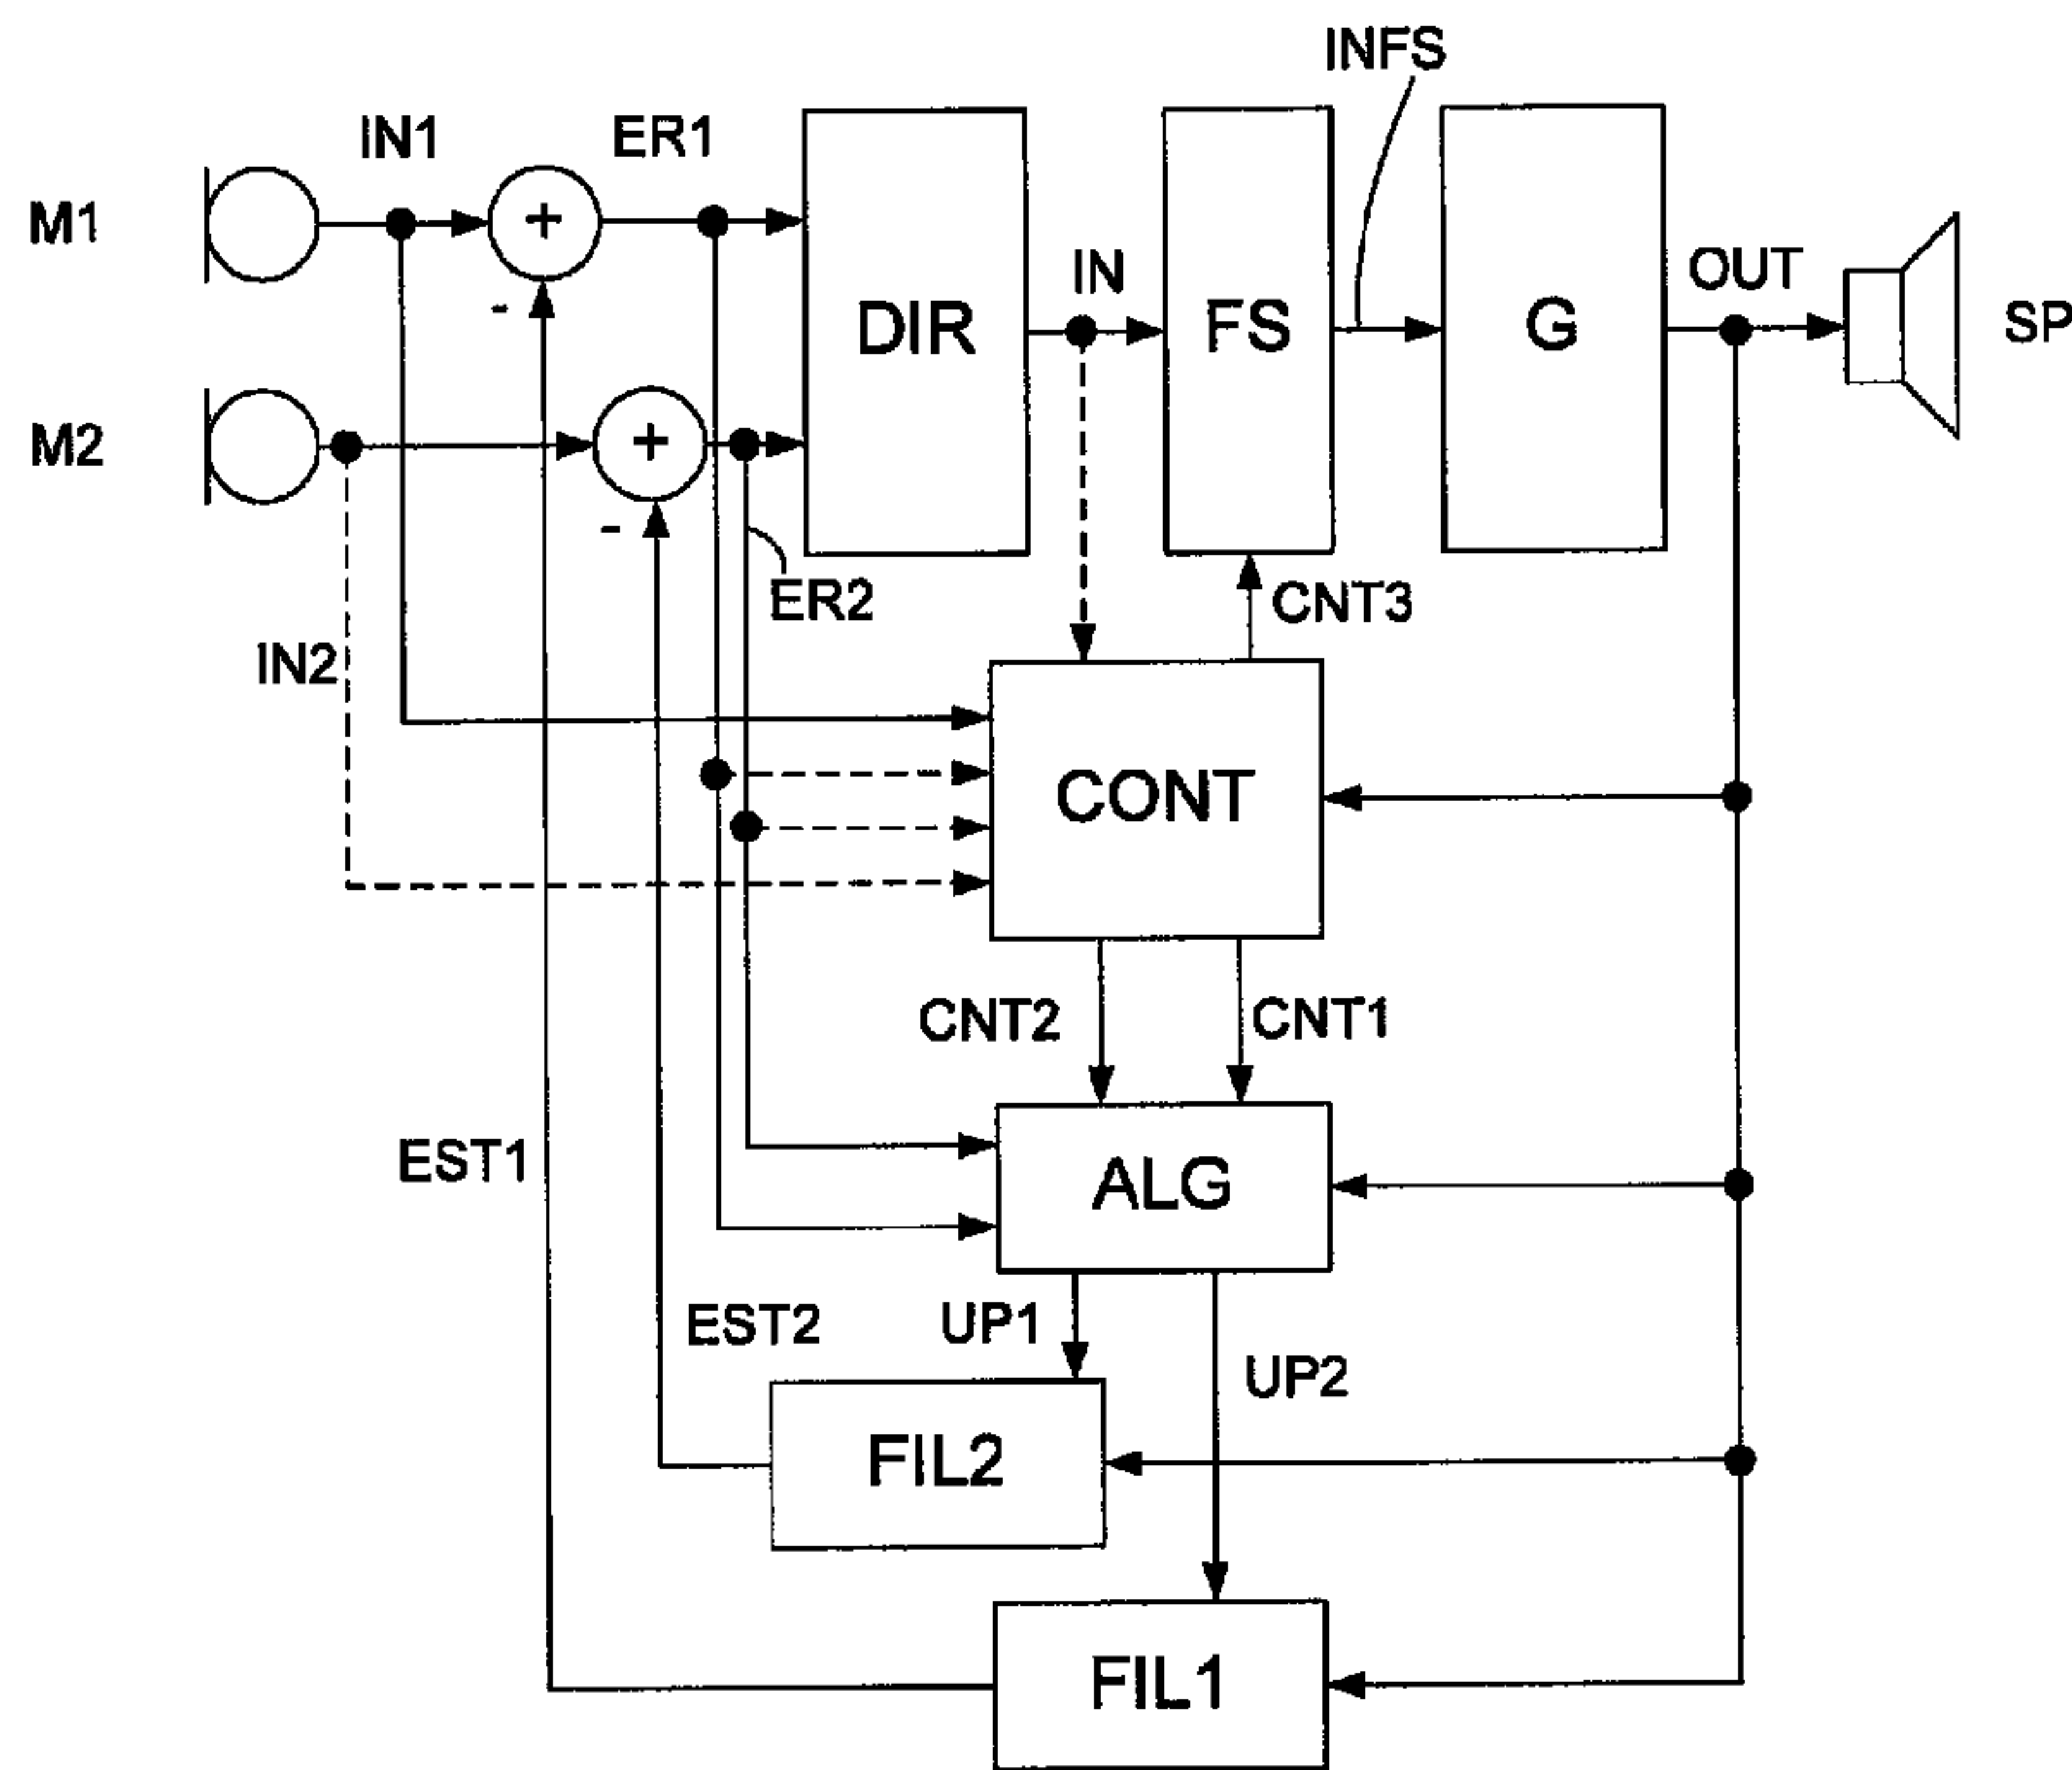 INFS
IN1
ER1
M1
+
-
DIR
IN
FS
G
OUT
SP
M2
+
-
ER2
CNT3
IN2
CONT
CNT2
CNT1
EST1
ALG
EST2
UP1
UP2
FIL2
FIL1